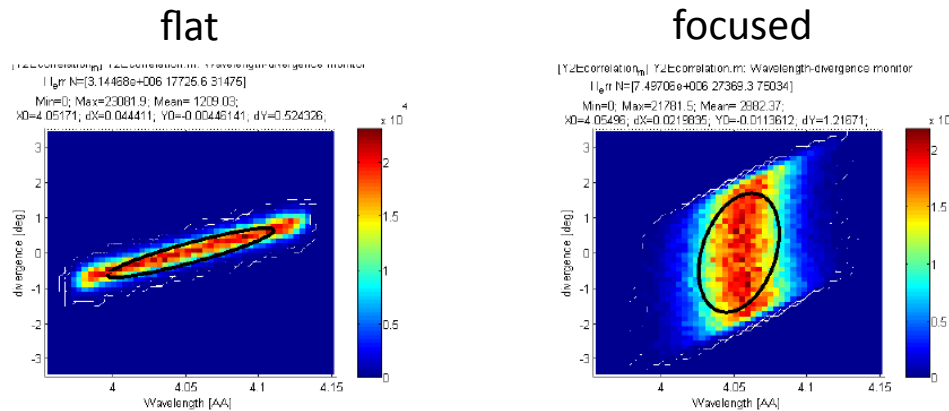 flat
[Y2Ecorrelation_m] Y2Ecorrelation.m: Wavelength-divergence monitor
I I_err N=[3.14468e+006 17725.6 31475]
Min=0; Max=23081.9; Mean= 1209.03;
X0=4.05171; dX=0.044411; Y0=-0.00446141; dY=0.524326;
x 10^4
3
2
1
0
-1
-2
-3
divergence [deg]
4
4.05
4.1
4.15
Wavelength [AA]
2
1.5
1
0.5
0
focused
[Y2Ecorrelation_m] Y2Ecorrelation.m: Wavelength-divergence monitor
I I_err N=[7.49706e+006 27369.3 75034]
Min=0; Max=21781.5; Mean= 2882.37;
X0=4.05496; dX=0.0219835; Y0=-0.0113612; dY=1.21671;
x 10
3
2
1
0
-1
-2
-3
divergence [deg]
4
4.05
4.1
4.15
Wavelength [AA]
2
1.5
1
0.5
0